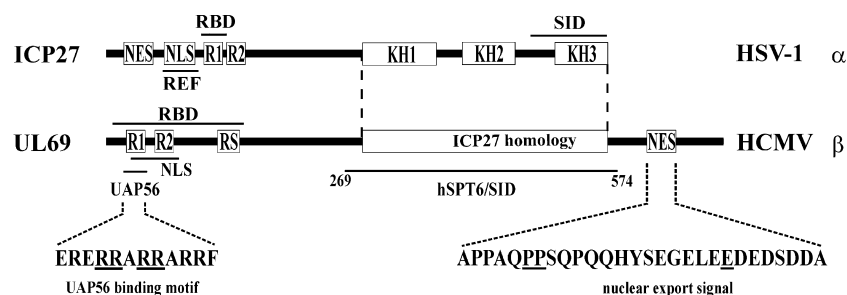 RBD SID
ICP27 NES NLS R1 R2 KH1 KH2 KH3 HSV-1 α
REF
RBD
UL69 R1 R2 RS ICP27 homology NES HCMV β
NLS
UAP56 269 hSPT6/SID 574
ERERRRARRARRF APPAQPPSQPQQHYSEGELEEDEDSDDA
UAP56 binding motif nuclear export signal